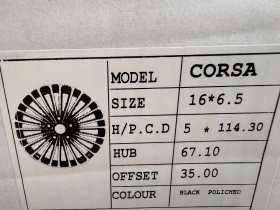 MODEL CORSA
SIZE 16*6.5
H/P.C.D 5 * 114.30
HUB 67.10
OFFSET 35.00
COLOUR BLACK POLICHED